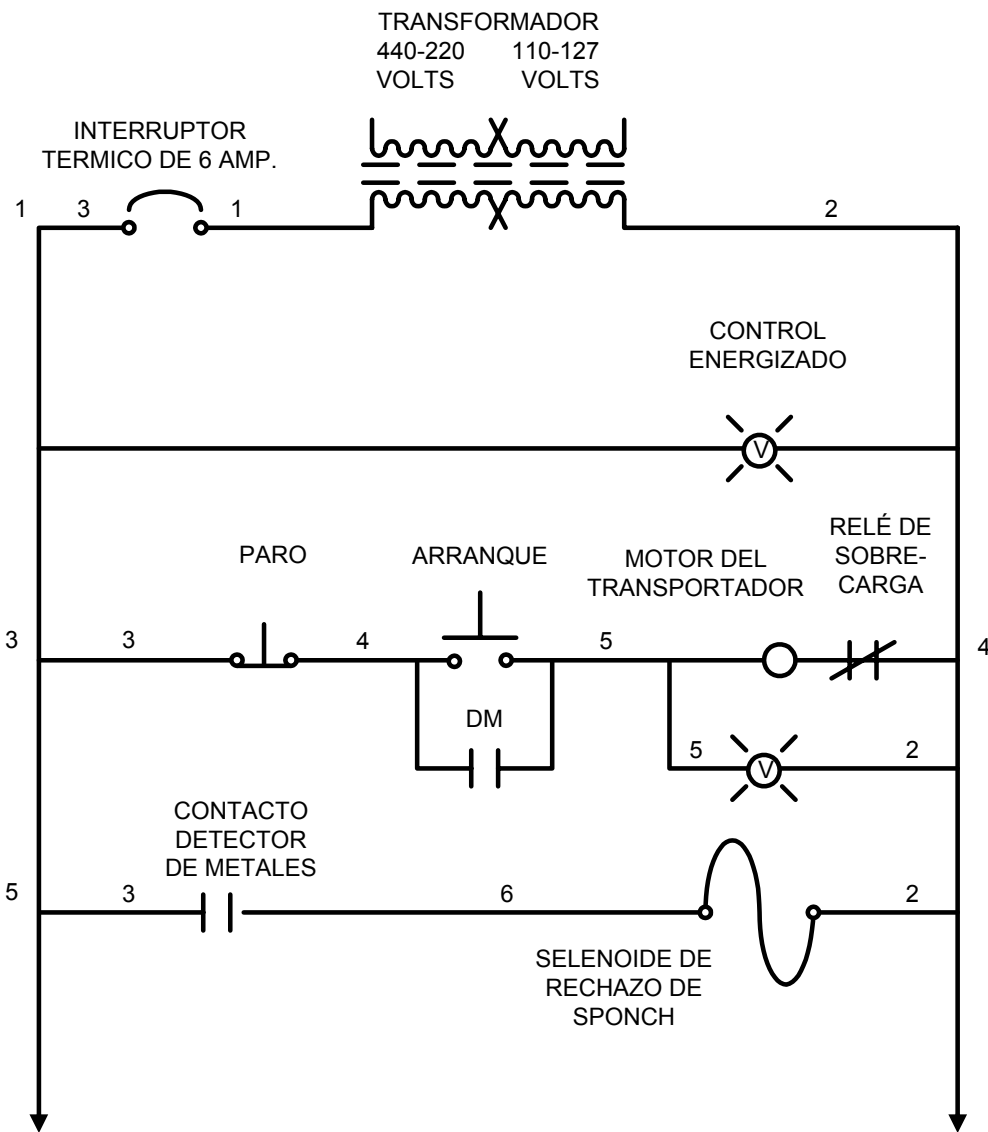 TRANSFORMADOR
440-220 110-127
VOLTS VOLTS
INTERRUPTOR
TERMICO DE 6 AMP.
1 3 1 2
CONTROL
ENERGIZADO
V
RELÉ DE
SOBRE-
CARGA
PARO ARRANQUE MOTOR DEL
TRANSPORTADOR
3 3 4 5 4
DM
5 V 2
CONTACTO
DETECTOR
DE METALES
5 3 6 2
SELENOIDE DE
RECHAZO DE
SPONCH